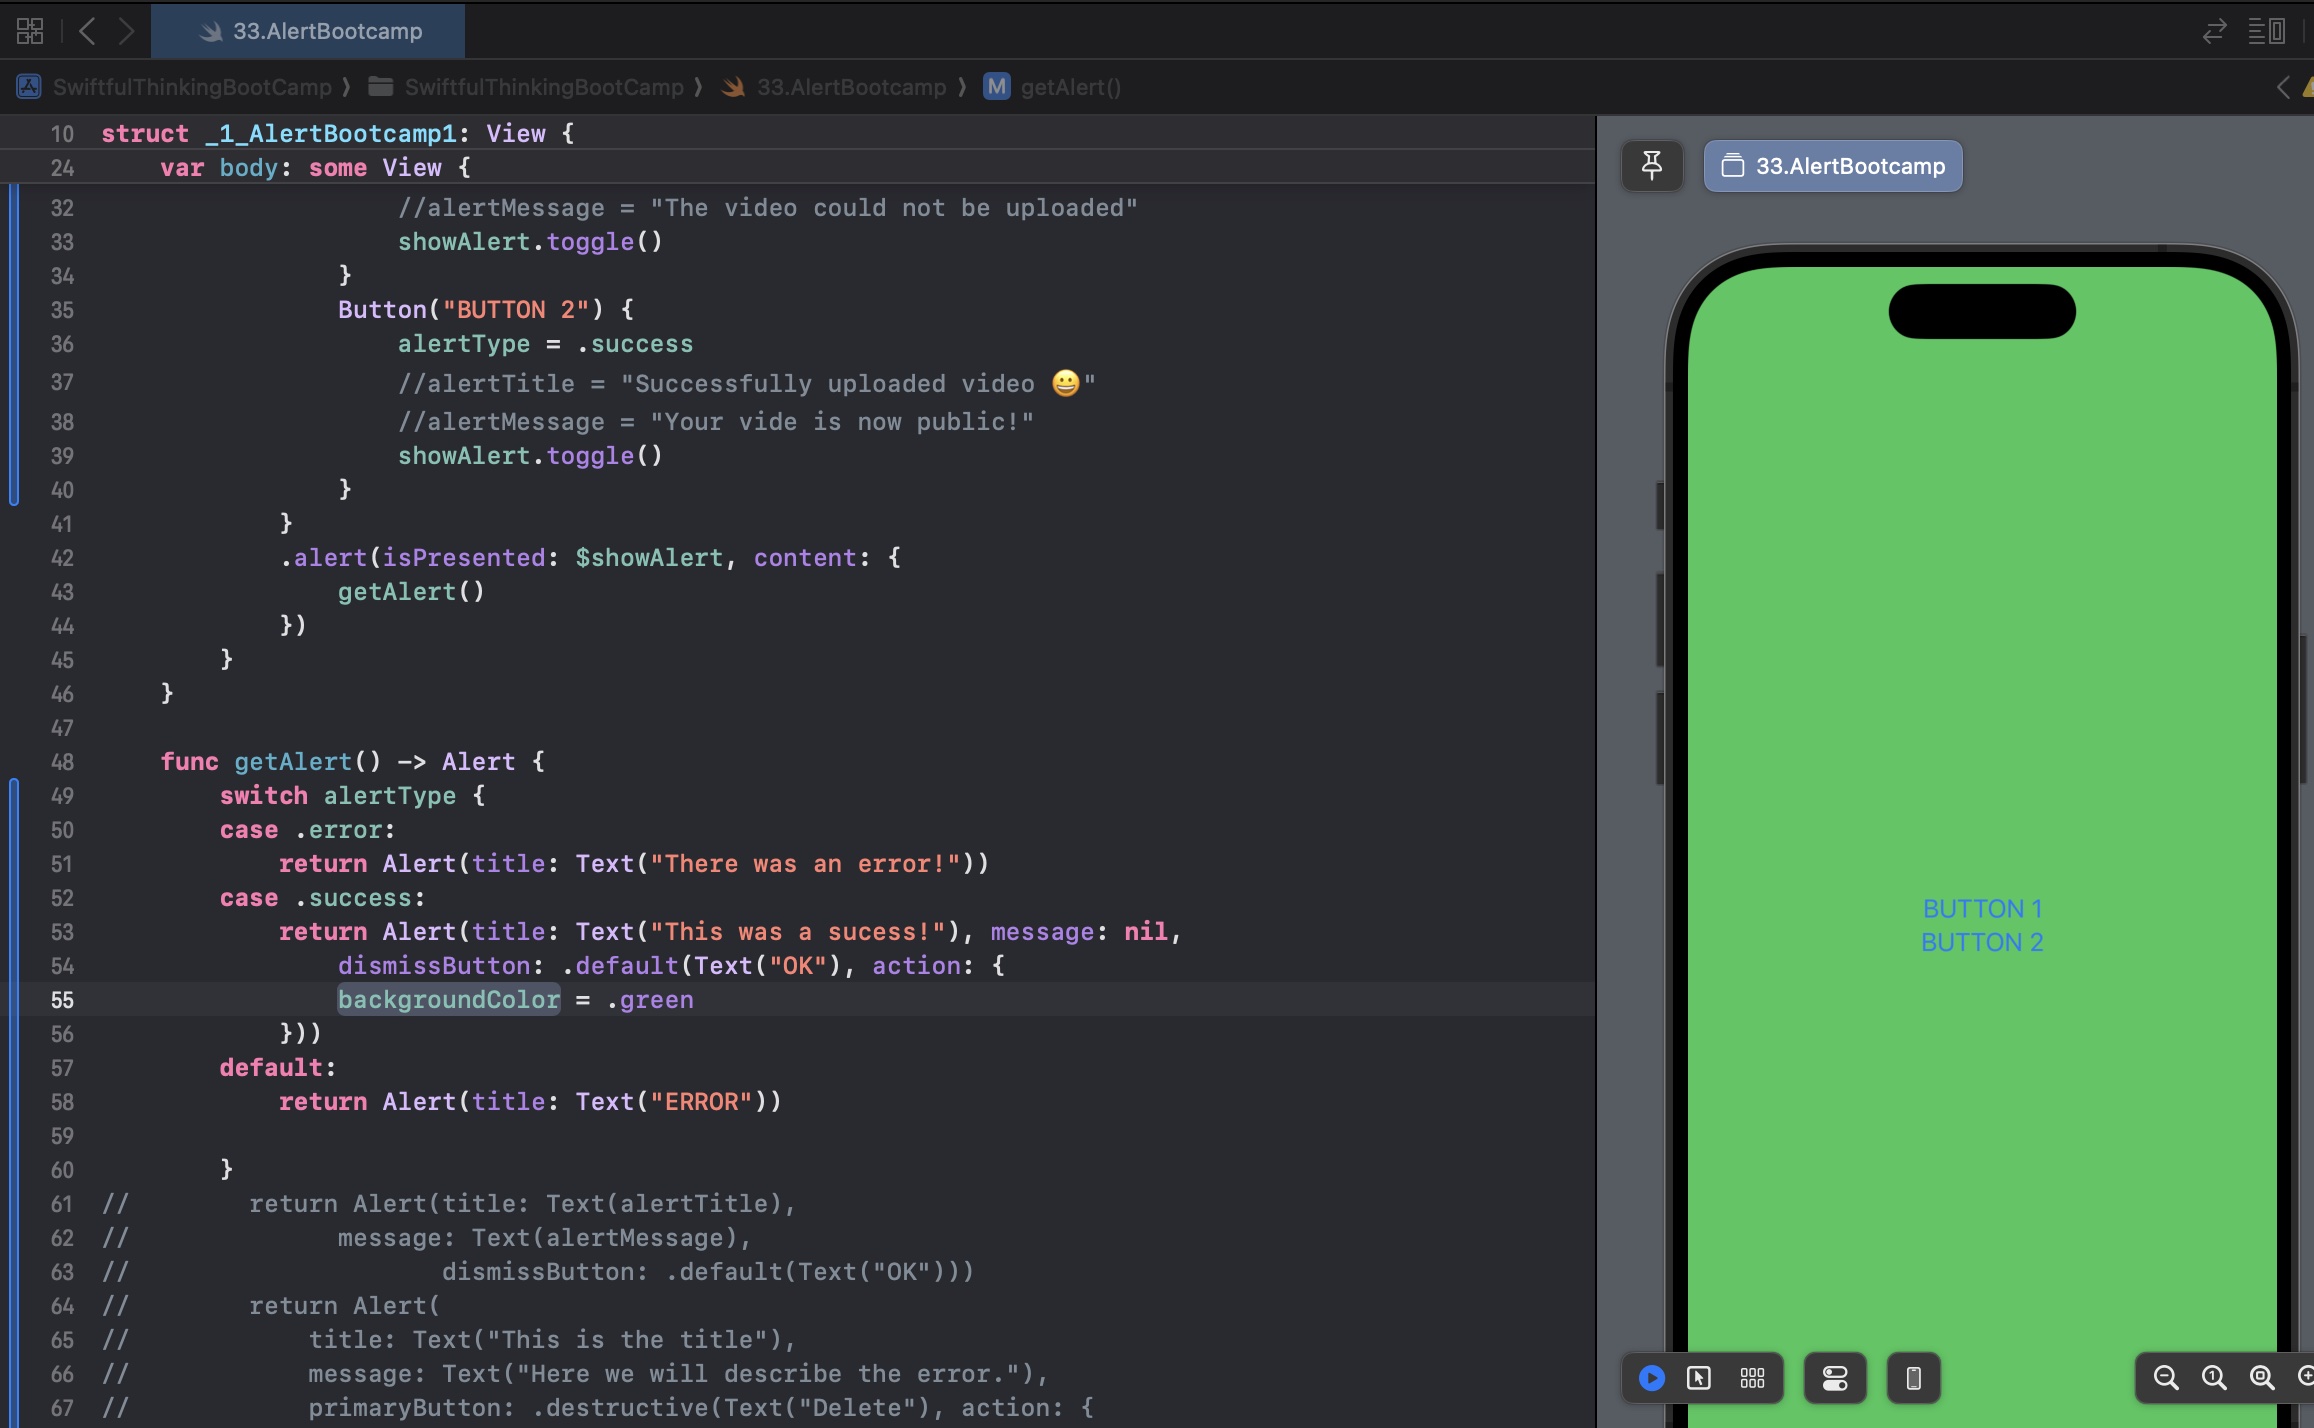 33.AlertBootcamp
SwiftfulThinkingBootCamp ⟩ SwiftfulThinkingBootCamp ⟩ 33.AlertBootcamp ⟩ M getAlert()
10 struct _1_AlertBootcamp1: View {
24 var body: some View {
32 //alertMessage = "The video could not be uploaded"
33 showAlert.toggle()
34 }
35 Button("BUTTON 2") {
36 alertType = .success
37 //alertTitle = "Successfully uploaded video 😀"
38 //alertMessage = "Your vide is now public!"
39 showAlert.toggle()
40 }
41 }
42 .alert(isPresented: $showAlert, content: {
43 getAlert()
44 })
45 }
46 }
47
48 func getAlert() -> Alert {
49 switch alertType {
50 case .error:
51 return Alert(title: Text("There was an error!"))
52 case .success:
53 return Alert(title: Text("This was a sucess!"), message: nil,
54 dismissButton: .default(Text("OK"), action: {
55 backgroundColor = .green
56 }))
57 default:
58 return Alert(title: Text("ERROR"))
59
60 }
61 // return Alert(title: Text(alertTitle),
62 // message: Text(alertMessage),
63 // dismissButton: .default(Text("OK")))
64 // return Alert(
65 // title: Text("This is the title"),
66 // message: Text("Here we will describe the error."),
67 // primaryButton: .destructive(Text("Delete"), action: {
33.AlertBootcamp
BUTTON 1
BUTTON 2